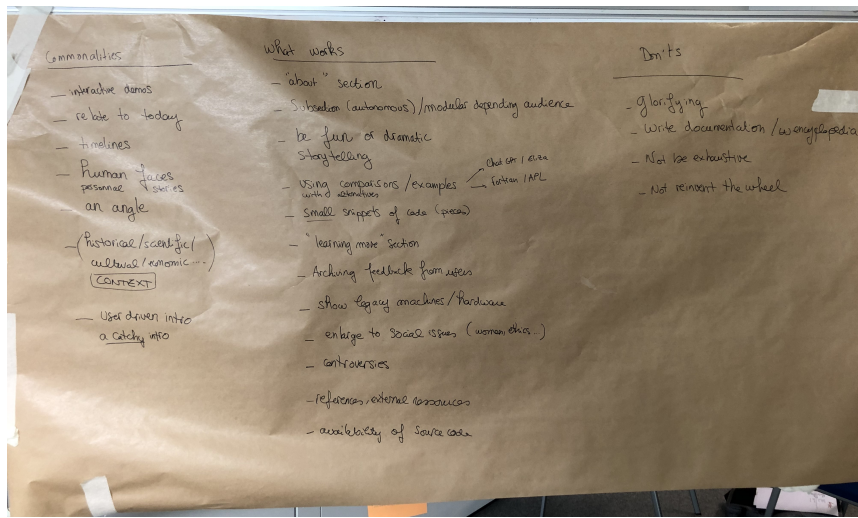 Commonalities
— interactive demos
— relate to today
— timelines
— human faces
personnal stories
— an angle
— (historical/scientific/
cultural/economic....)
CONTEXT
— User driven intro
a catchy intro
What works
— "about" section
— Subsection (autonomous)/modular depending audience
— be fun or dramatic
storytelling
— using comparisons/examples
with alternatives
Chat GPT / ELIZA
Fortran / APL
— small snippets of code (pieces)
— "learning more" section
— Archiving feedback from users
— show legacy machines/hardware
— enlarge to social issues (women, ethics...)
— controversies
— references, external ressources
— availability of source code
Don'ts
— Glorifying
— Write documentation / encyclopedia
— Not be exhaustive
— Not reinvent the wheel